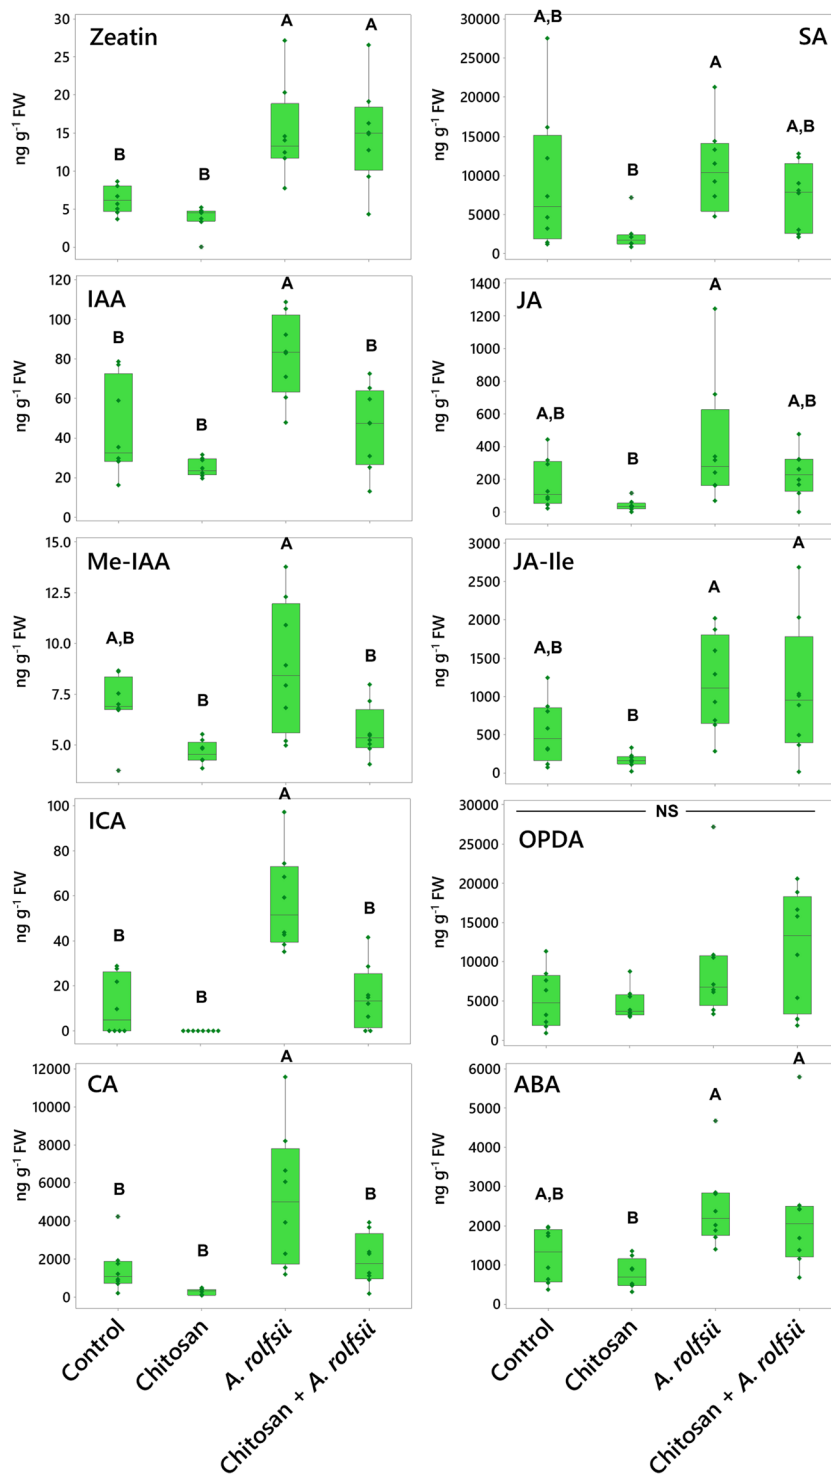 Zeatin
ng g-1 FW
30
25
20
15
10
5
0
B
B
A
A
SA
ng g-1 FW
30000
25000
20000
15000
10000
5000
0
A,B
B
A
A,B
IAA
ng g-1 FW
120
100
80
60
40
20
0
B
B
A
B
JA
ng g-1 FW
1400
1200
1000
800
600
400
200
0
A,B
B
A
A,B
Me-IAA
ng g-1 FW
15.0
12.5
10.0
7.5
5.0
A,B
B
A
B
JA-Ile
ng g-1 FW
3000
2500
2000
1500
1000
500
0
A,B
B
A
A
ICA
ng g-1 FW
100
80
60
40
20
0
B
B
A
B
OPDA
ng g-1 FW
30000
25000
20000
15000
10000
5000
0
NS
CA
ng g-1 FW
12000
10000
8000
6000
4000
2000
0
B
B
A
B
ABA
ng g-1 FW
6000
5000
4000
3000
2000
1000
0
A,B
B
A
A
Control
Chitosan
A. rolfsii
Chitosan + A. rolfsii
Control
Chitosan
A. rolfsii
Chitosan + A. rolfsii